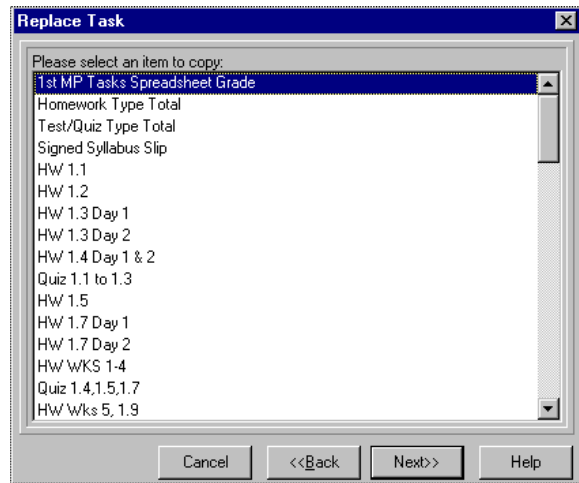 Replace Task
Please select an item to copy:
1st MP Tasks Spreadsheet Grade
Homework Type Total
Test/Quiz Type Total
Signed Syllabus Slip
HW 1.1
HW 1.2
HW 1.3 Day 1
HW 1.3 Day 2
HW 1.4 Day 1 & 2
Quiz 1.1 to 1.3
HW 1.5
HW 1.7 Day 1
HW 1.7 Day 2
HW WKS 1-4
Quiz 1.4,1.5,1.7
HW Wks 5, 1.9
Cancel <<Back Next>> Help